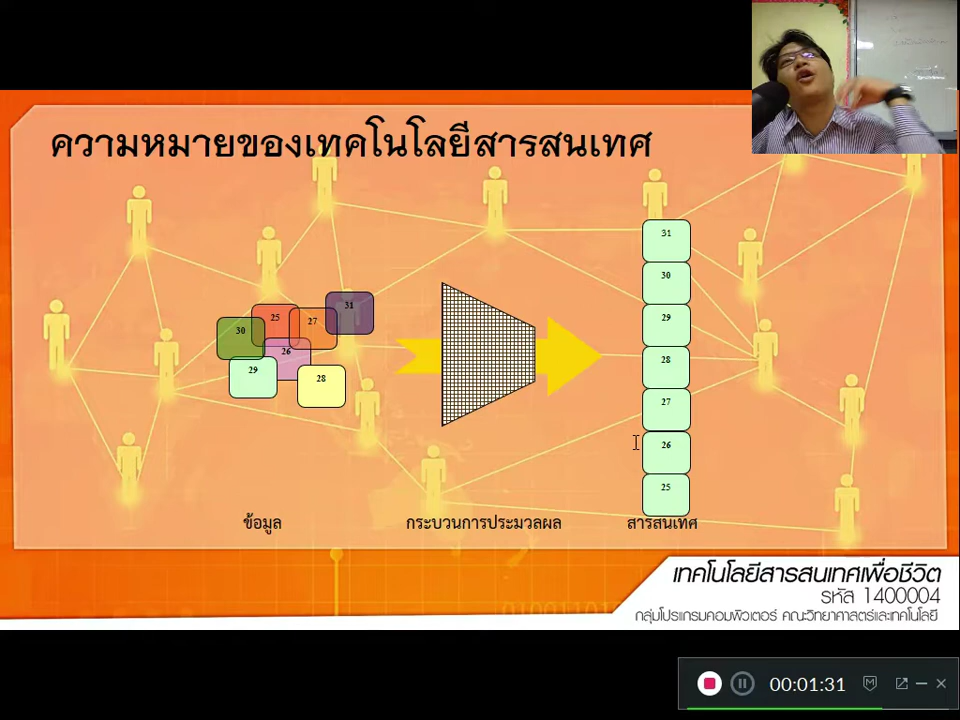 ความหมายของเทคโนโลยีสารสนเทศ
31
30
29
28
27
26
25
31
25
27
30
26
29
28
ข้อมูล
กระบวนการประมวลผล
สารสนเทศ
เทคโนโลยีสารสนเทศเพื่อชีวิต
รหัส 1400004
กลุ่มโปรแกรมคอมพิวเตอร์ คณะวิทยาศาสตร์และเทคโนโลยี
00:01:31